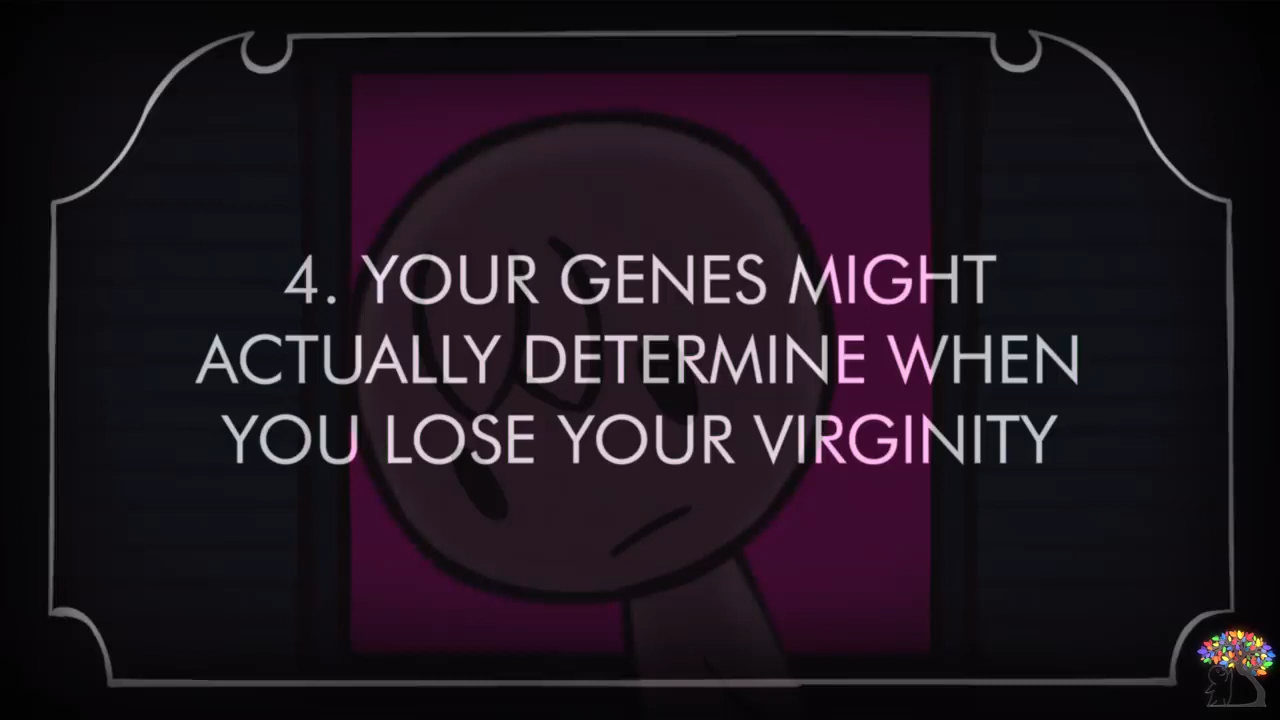 4. YOUR GENES MIGHT
ACTUALLY DETERMINE WHEN
YOU LOSE YOUR VIRGINITY